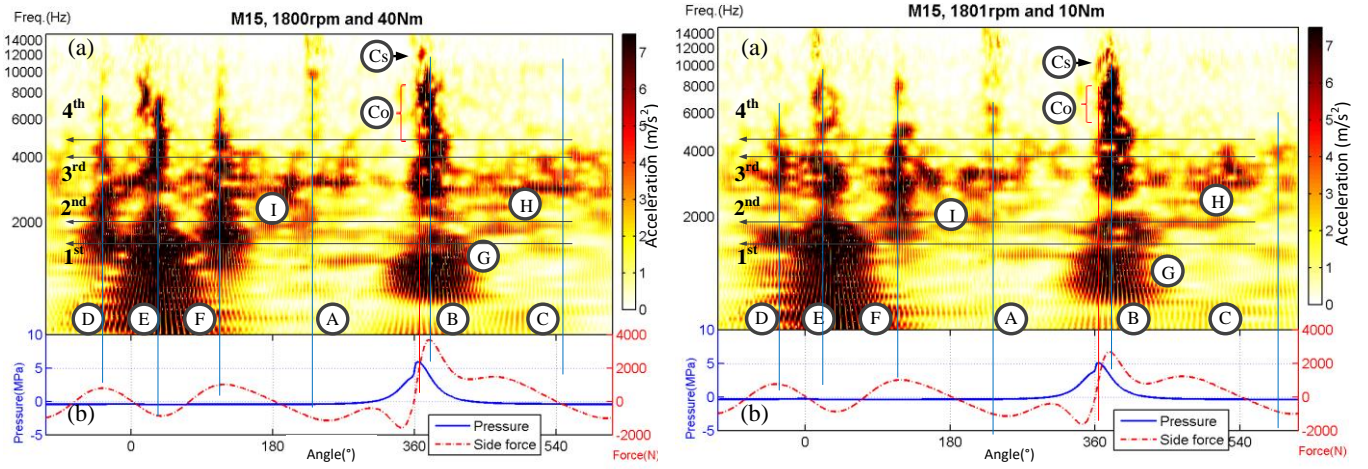 M15, 1800rpm and 40Nm
Freq.(Hz)
(a)
14000
12000
10000
8000
6000
4000
2000
4th
3rd
2nd
1st
Cs
Co
I
H
G
D
E
F
A
B
C
7
6
5
4
3
2
1
0
Acceleration (m/s²)
10
5
0
-5
Pressure(MPa)
(b)
Pressure
Side force
4000
2000
0
-2000
Force(N)
0
180
360
540
Angle(°)
M15, 1801rpm and 10Nm
Freq.(Hz)
(a)
14000
12000
10000
8000
6000
4000
2000
4th
3rd
2nd
1st
Cs
Co
I
H
G
D
E
F
A
B
C
7
6
5
4
3
2
1
0
Acceleration (m/s²)
10
5
0
-5
Pressure(MPa)
(b)
Pressure
Side force
4000
2000
0
-2000
Force(N)
0
180
360
540
Angle(°)